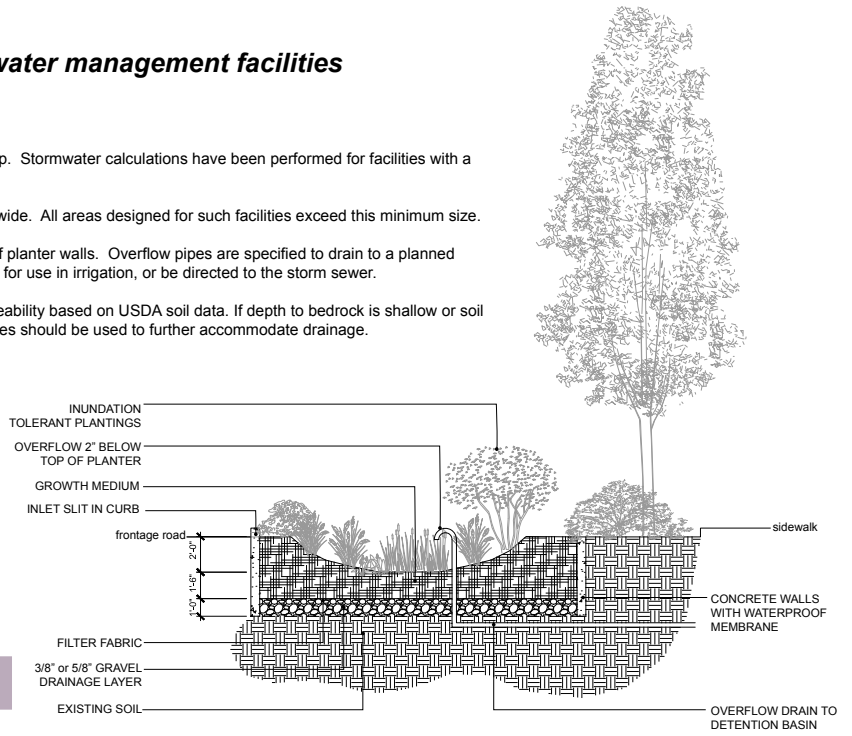 water management facilities
p. Stormwater calculations have been performed for facilities with a
wide. All areas designed for such facilities exceed this minimum size.
f planter walls. Overflow pipes are specified to drain to a planned
for use in irrigation, or be directed to the storm sewer.
eability based on USDA soil data. If depth to bedrock is shallow or soil
es should be used to further accommodate drainage.
INUNDATION
TOLERANT PLANTINGS
OVERFLOW 2" BELOW
TOP OF PLANTER
GROWTH MEDIUM
INLET SLIT IN CURB
frontage road
2'-0"
1'-6"
1'-0"
FILTER FABRIC
3/8" or 5/8" GRAVEL
DRAINAGE LAYER
EXISTING SOIL
sidewalk
CONCRETE WALLS
WITH WATERPROOF
MEMBRANE
OVERFLOW DRAIN TO
DETENTION BASIN